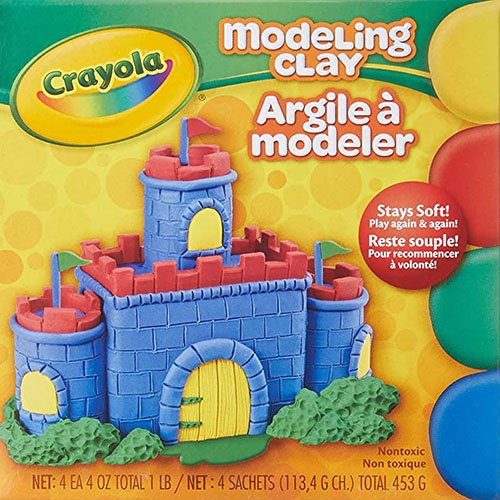 Crayola
®
Modeling
CLAY
Argile à
modeler
Stays Soft!
Play again & again!
Reste souple!
Pour recommencer
à volonté!
Nontoxic
Non toxique
NET: 4 EA 4 OZ TOTAL 1 LB / NET : 4 SACHETS (113,4 G CH.) TOTAL 453 G